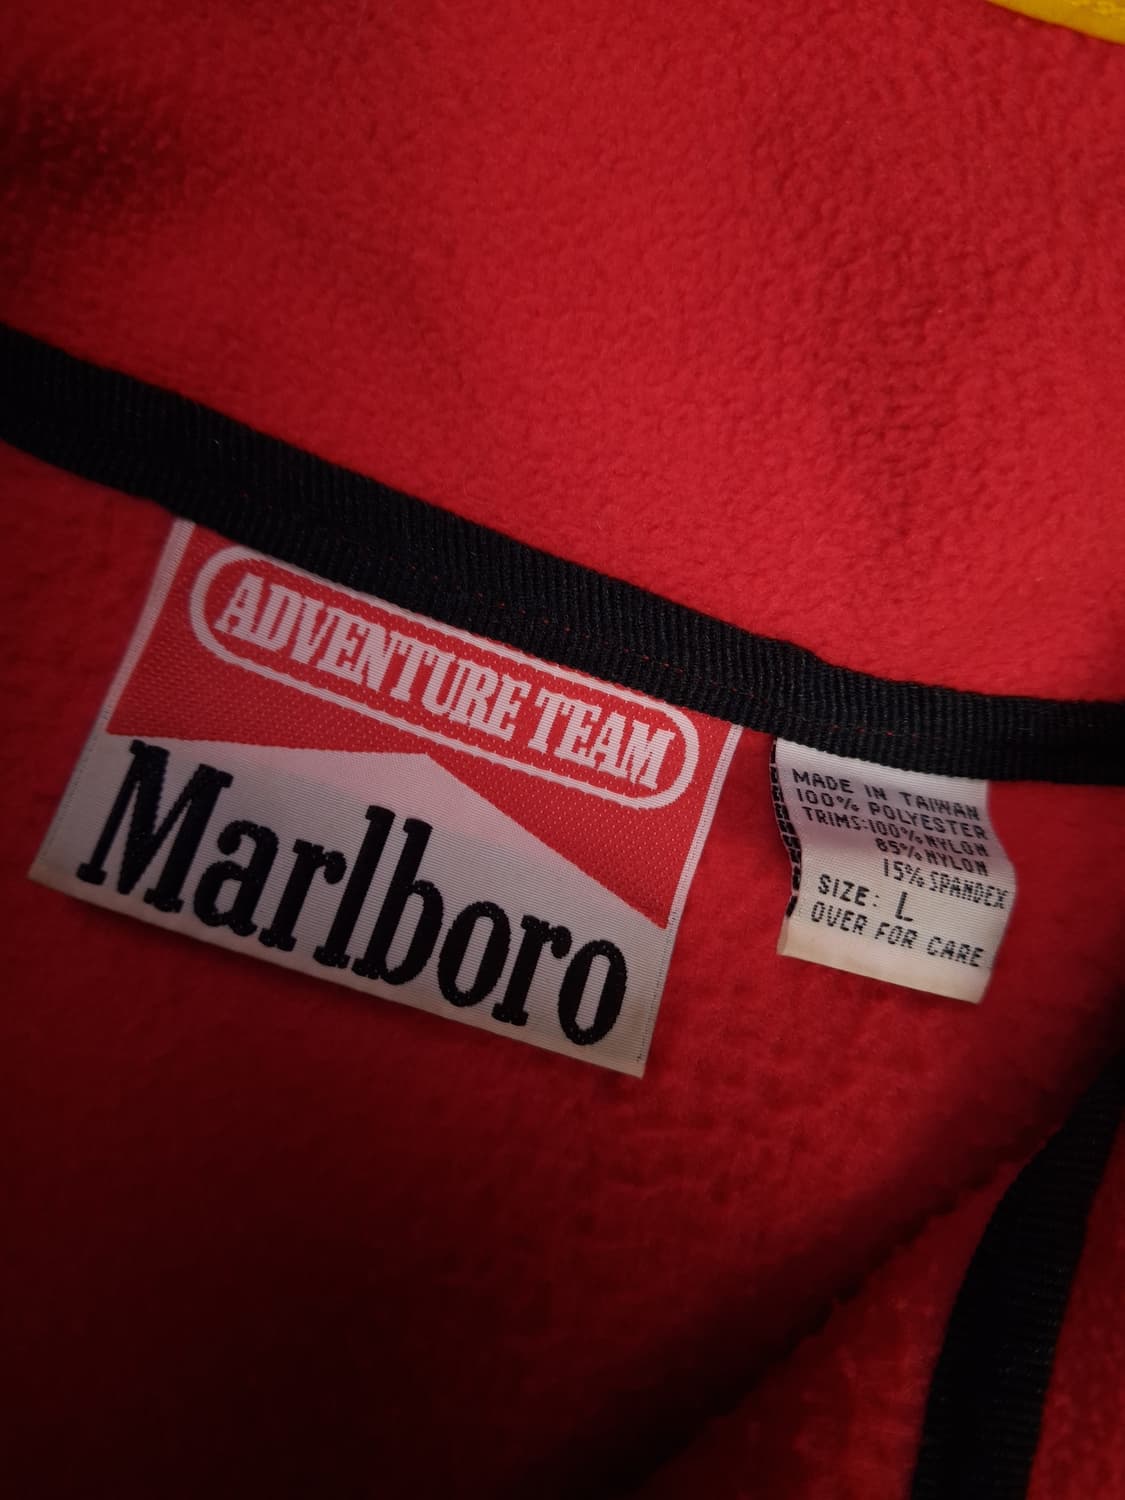 ADVENTURE TEAM
Marlboro
MADE IN TAIWAN
100% POLYESTER
TRIMS:100% NYLON
85% NYLON
15% SPANDEX
SIZE: L
OVER FOR CARE